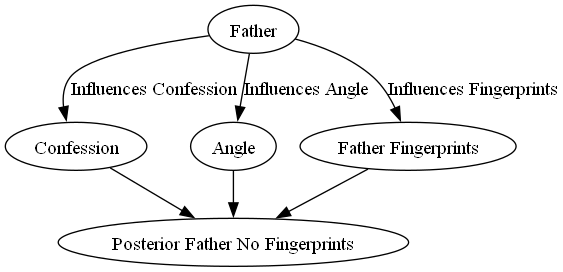 Father
Influences Confession
Influences Angle
Influences Fingerprints
Confession
Angle
Father Fingerprints
Posterior Father No Fingerprints